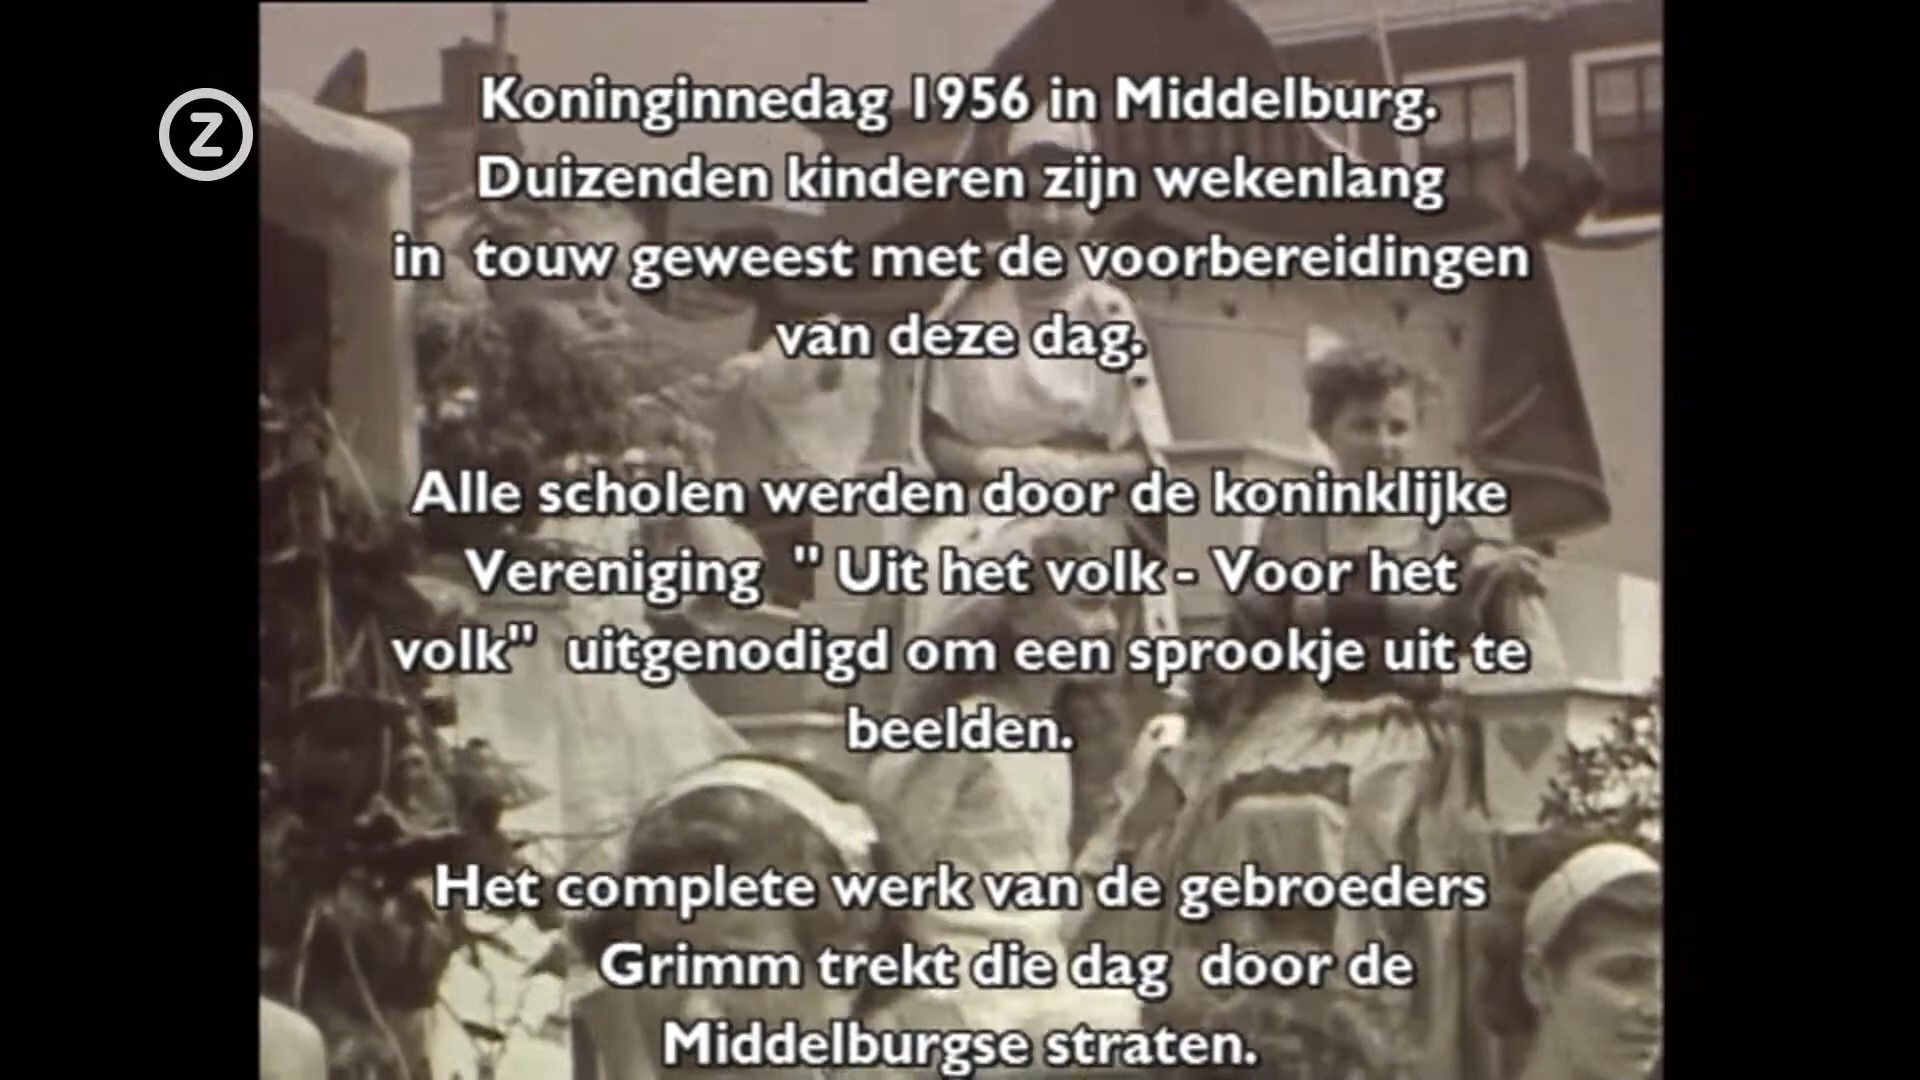 Z
Koninginnedag 1956 in Middelburg.
Duizenden kinderen zijn wekenlang
in touw geweest met de voorbereidingen
van deze dag.
Alle scholen werden door de koninklijke
Vereniging " Uit het volk - Voor het
volk" uitgenodigd om een sprookje uit te
beelden.
Het complete werk van de gebroeders
Grimm trekt die dag door de
Middelburgse straten.